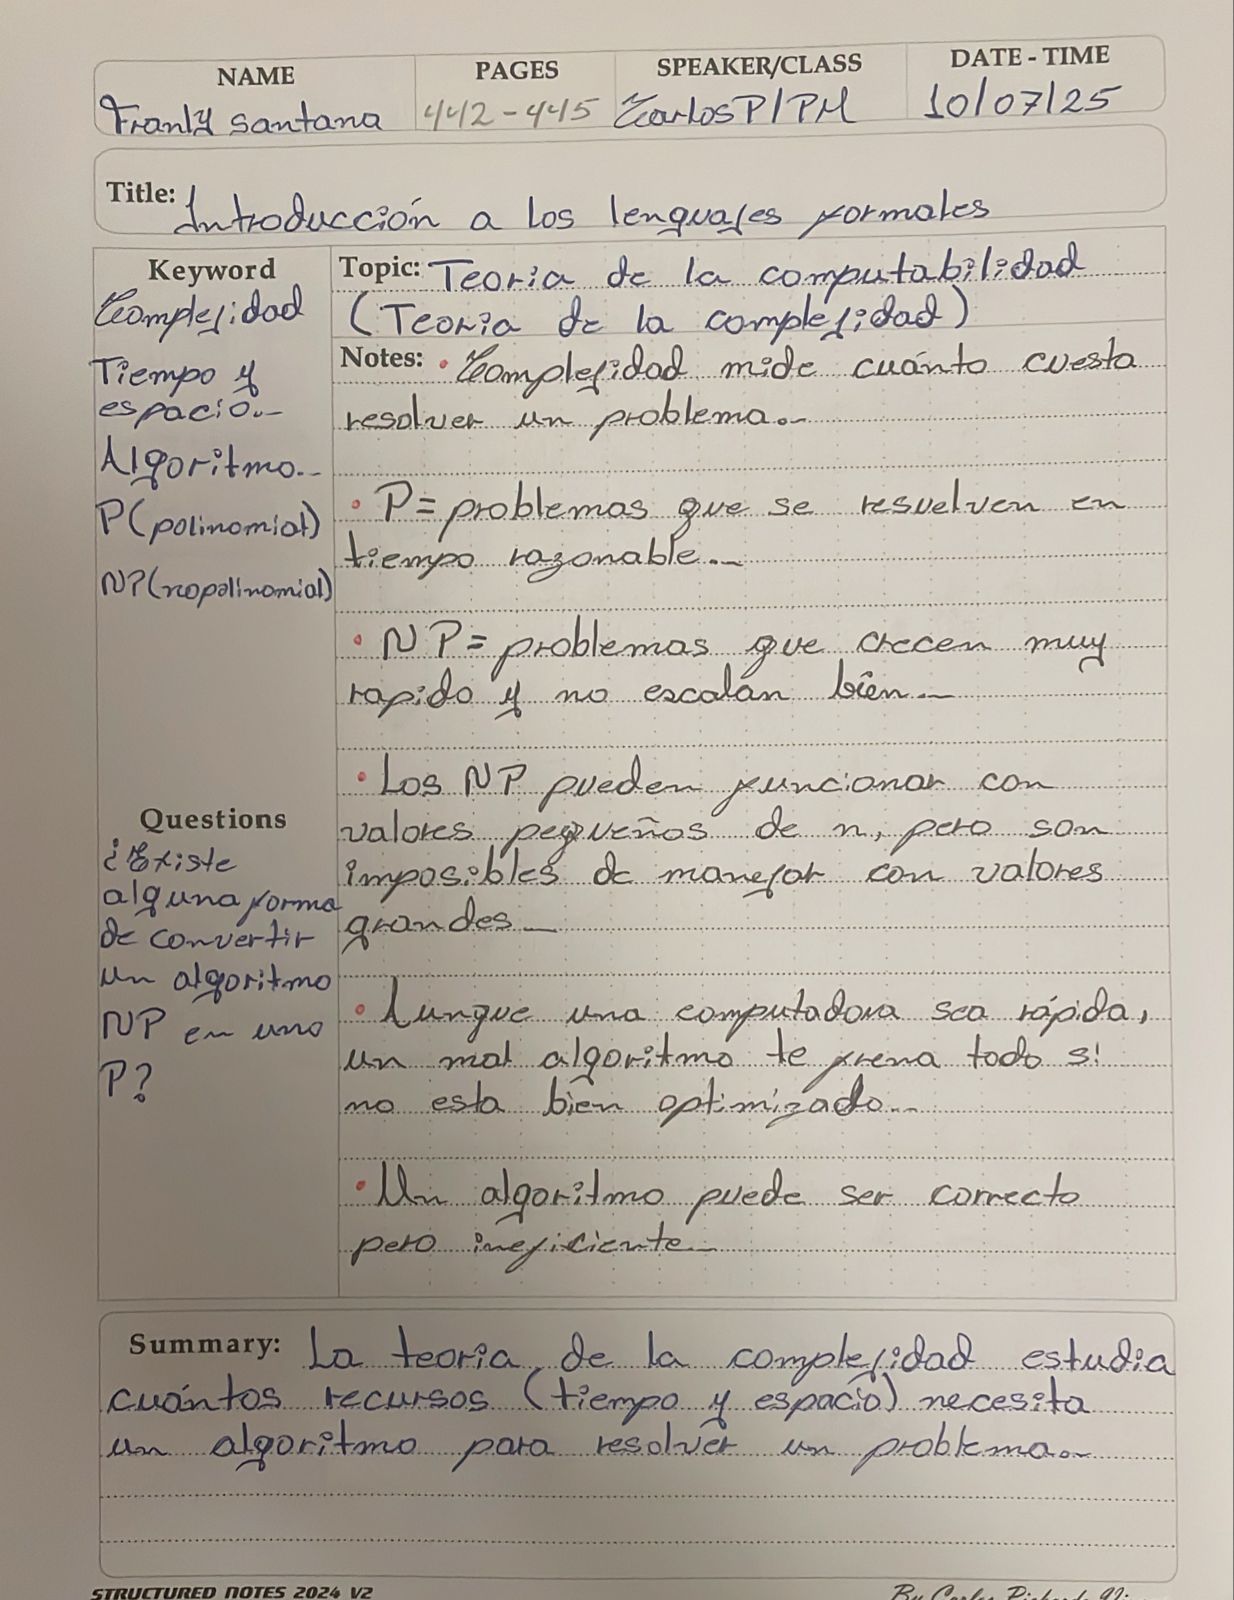 NAME PAGES SPEAKER/CLASS DATE - TIME
Franly santana 442-445 Carlos P/PM 10/07/25
Title: Introducción a los lenguajes formales
Keyword
Complejidad
Tiempo y
espacio.-
Algoritmo..-
P(polinomial)
NP(nopolinomial)
Questions
¿Existe
alguna forma
de convertir
un algoritmo
NP en uno
P?
Topic: Teoria de la computabilidad
(Teoria de la complejidad)
Notes: • Complejidad mide cuánto cuesta
resolver un problema..-
• P= problemas que se resuelven en
tiempo razonable..-
• NP= problemas que crecen muy
rapido y no escalan bien..-
• Los NP pueden funcionar con
valores pequeños de n, pero son
imposibles de manejar con valores
grandes..-
• Aunque una computadora sea rápida,
un mal algoritmo te frena todo si
no esta bien optimizado..-
• Un algoritmo puede ser correcto
pero ineficiente..-
Summary: La teoria de la complejidad estudia
cuántos recursos (tiempo y espacio) necesita
un algoritmo para resolver un problema..-
STRUCTURED NOTES 2024 V2